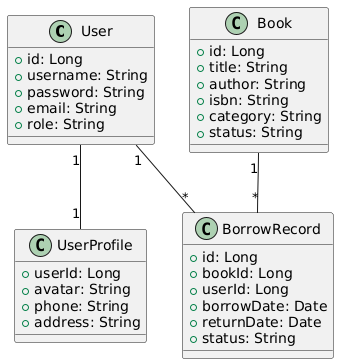 C User
id: Long
username: String
password: String
email: String
role: String
C Book
id: Long
title: String
author: String
isbn: String
category: String
status: String
1
1
1
1
*
*
C UserProfile
userId: Long
avatar: String
phone: String
address: String
C BorrowRecord
id: Long
bookId: Long
userId: Long
borrowDate: Date
returnDate: Date
status: String